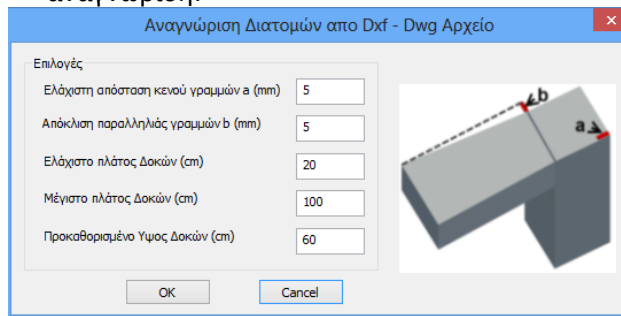 Αναγνώριση Διατομών απο Dxf - Dwg Αρχείο
Επιλογές
Ελάχιστη απόσταση κενού γραμμών a (mm) 5
Απόκλιση παραλληλιάς γραμμών b (mm) 5
Ελάχιστο πλάτος Δοκών (cm) 20
Μέγιστο πλάτος Δοκών (cm) 100
Προκαθορισμένο Υψος Δοκών (cm) 60
b
a
OK Cancel